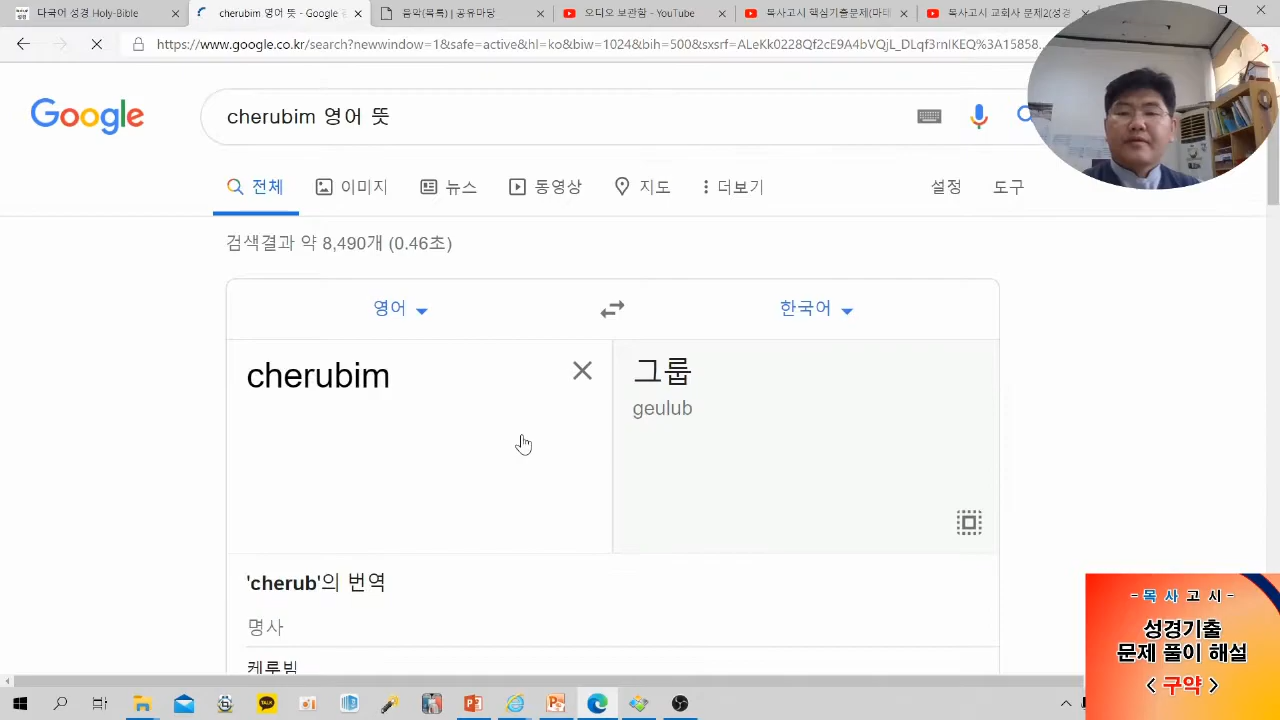 다국어 성경 Holy-Bible
cherubim 영어 뜻 - Google
음악(목록) | 공유마당
오디오 보관함 - YouTube
목사고시 핵심기출문제(마태
목사고시 교회사 문제2(성경
https://www.google.co.kr/search?newwindow=1&safe=active&hl=ko&biw=1024&bih=500&sxsrf=ALeKk0228Qf2cE9A4bVQjL_DLqf3rnIKEQ%3A15858...
Google
cherubim 영어 뜻
전체
이미지
뉴스
동영상
지도
더보기
설정
도구
검색결과 약 8,490개 (0.46초)
영어
한국어
cherubim
그룹
geulub
'cherub'의 번역
명사
케루빔
- 목 사 고 시 -
성경기출
문제 풀이 해설
< 구약 >
TALK